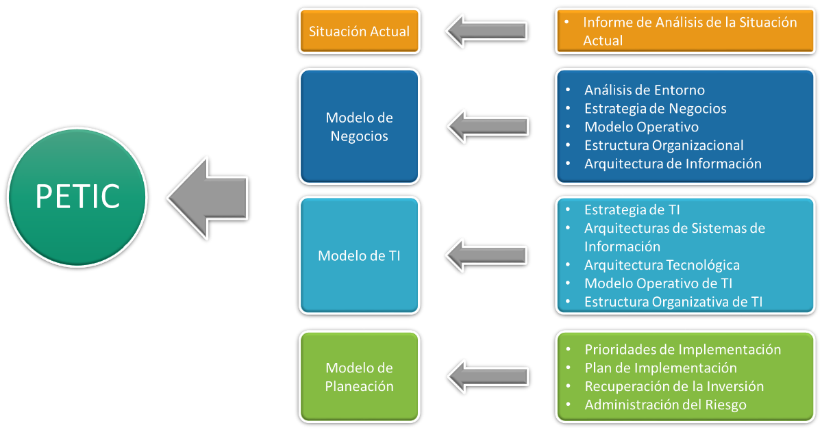 PETIC
Situación Actual
• Informe de Análisis de la Situación
Actual
Modelo de
Negocios
• Análisis de Entorno
• Estrategia de Negocios
• Modelo Operativo
• Estructura Organizacional
• Arquitectura de Información
Modelo de TI
• Estrategia de TI
• Arquitecturas de Sistemas de
Información
• Arquitectura Tecnológica
• Modelo Operativo de TI
• Estructura Organizativa de TI
Modelo de
Planeación
• Prioridades de Implementación
• Plan de Implementación
• Recuperación de la Inversión
• Administración del Riesgo